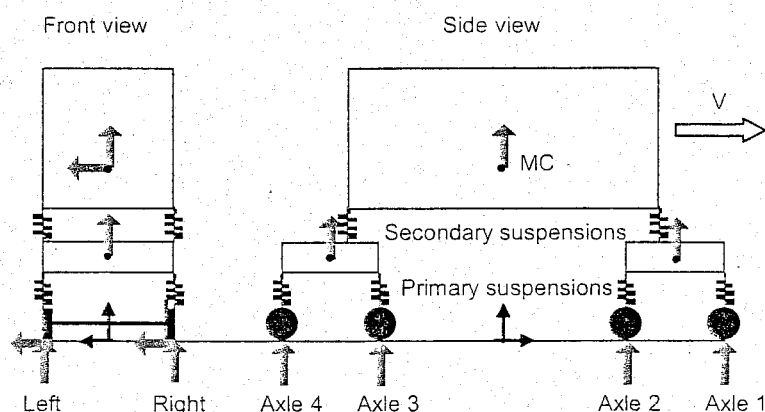 Front view
Side view
V
MC
Secondary suspensions
Primary suspensions
Left
Right
Axle 4
Axle 3
Axle 2
Axle 1